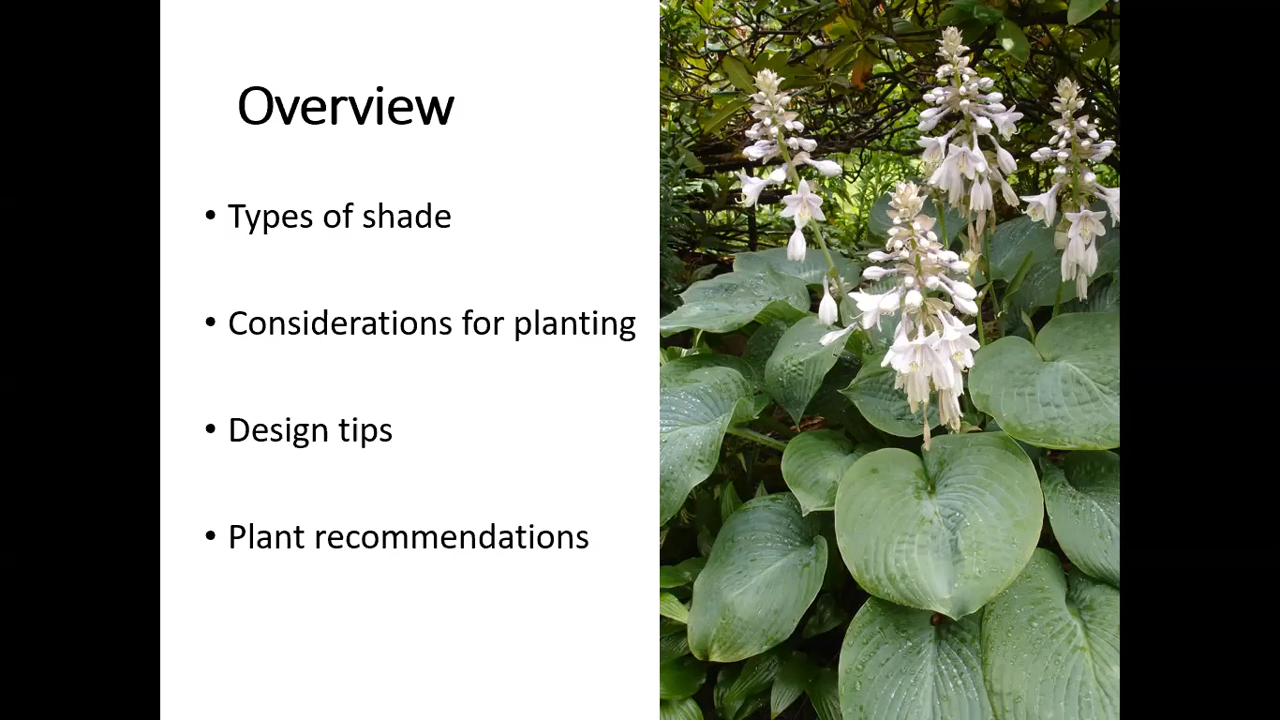 Overview
• Types of shade
• Considerations for planting
• Design tips
• Plant recommendations